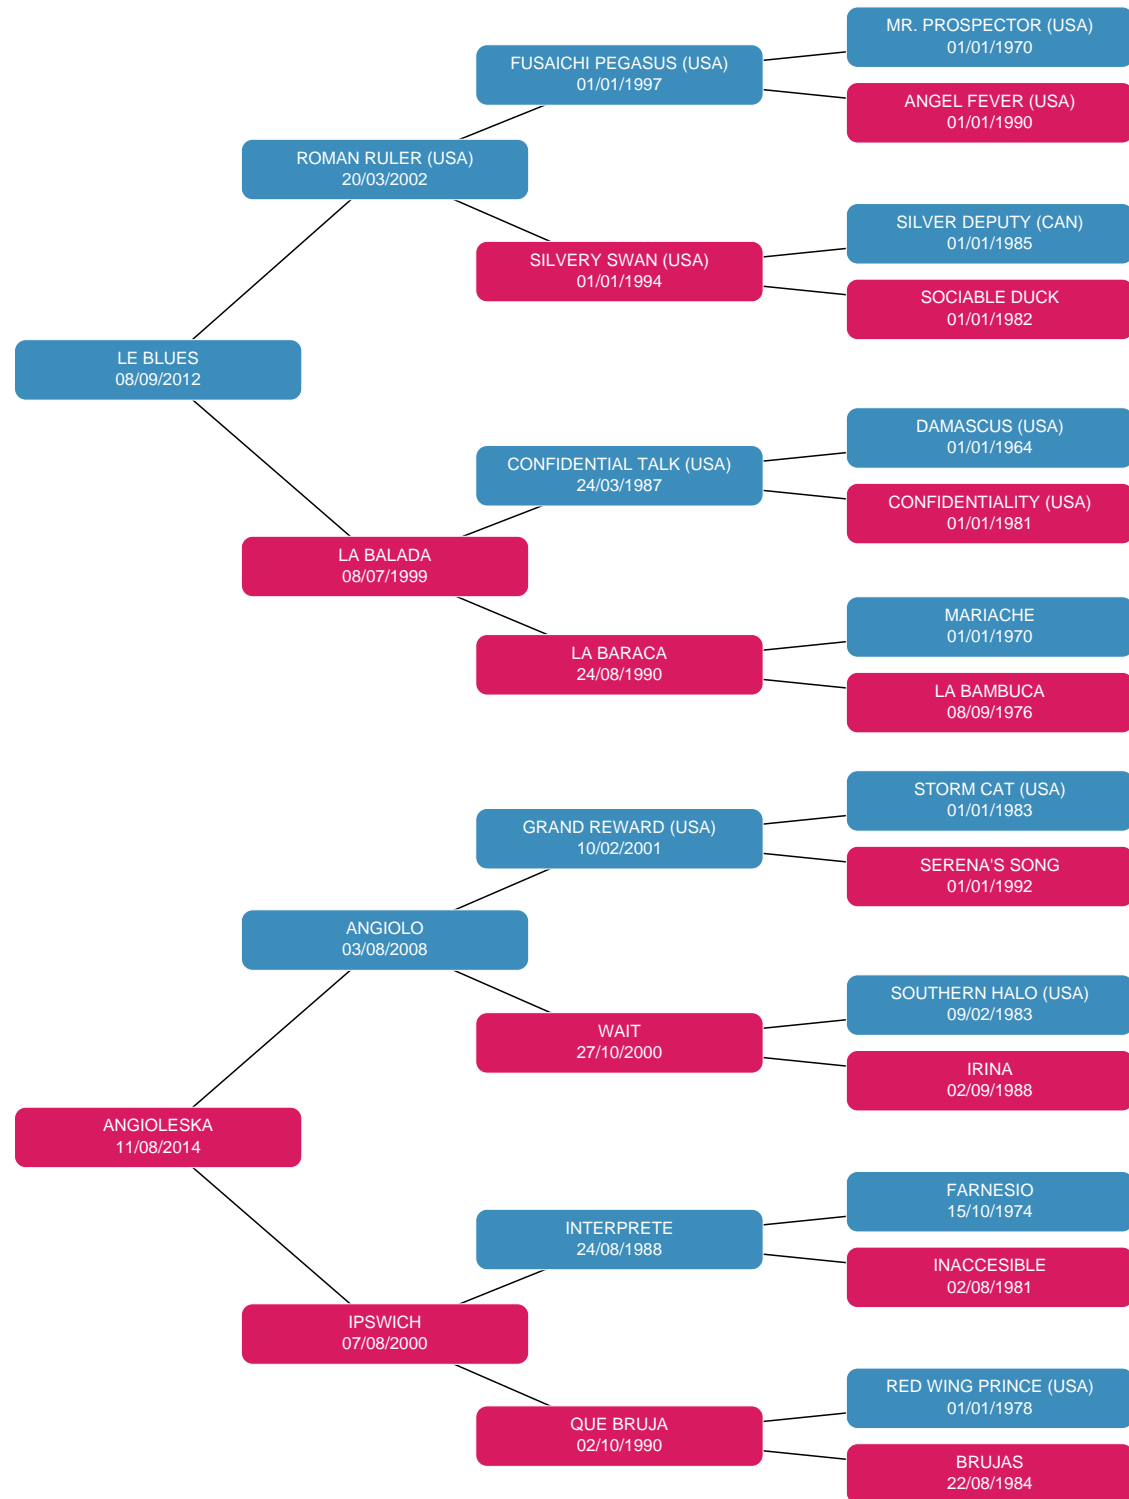 MR. PROSPECTOR (USA)
01/01/1970
FUSAICHI PEGASUS (USA)
01/01/1997
ANGEL FEVER (USA)
01/01/1990
ROMAN RULER (USA)
20/03/2002
SILVER DEPUTY (CAN)
01/01/1985
SILVERY SWAN (USA)
01/01/1994
SOCIABLE DUCK
01/01/1982
LE BLUES
08/09/2012
DAMASCUS (USA)
01/01/1964
CONFIDENTIAL TALK (USA)
24/03/1987
CONFIDENTIALITY (USA)
01/01/1981
LA BALADA
08/07/1999
MARIACHE
01/01/1970
LA BARACA
24/08/1990
LA BAMBUCA
08/09/1976
STORM CAT (USA)
01/01/1983
GRAND REWARD (USA)
10/02/2001
SERENA'S SONG
01/01/1992
ANGIOLO
03/08/2008
SOUTHERN HALO (USA)
09/02/1983
WAIT
27/10/2000
IRINA
02/09/1988
ANGIOLESKA
11/08/2014
FARNESIO
15/10/1974
INTERPRETE
24/08/1988
INACCESIBLE
02/08/1981
IPSWICH
07/08/2000
RED WING PRINCE (USA)
01/01/1978
QUE BRUJA
02/10/1990
BRUJAS
22/08/1984